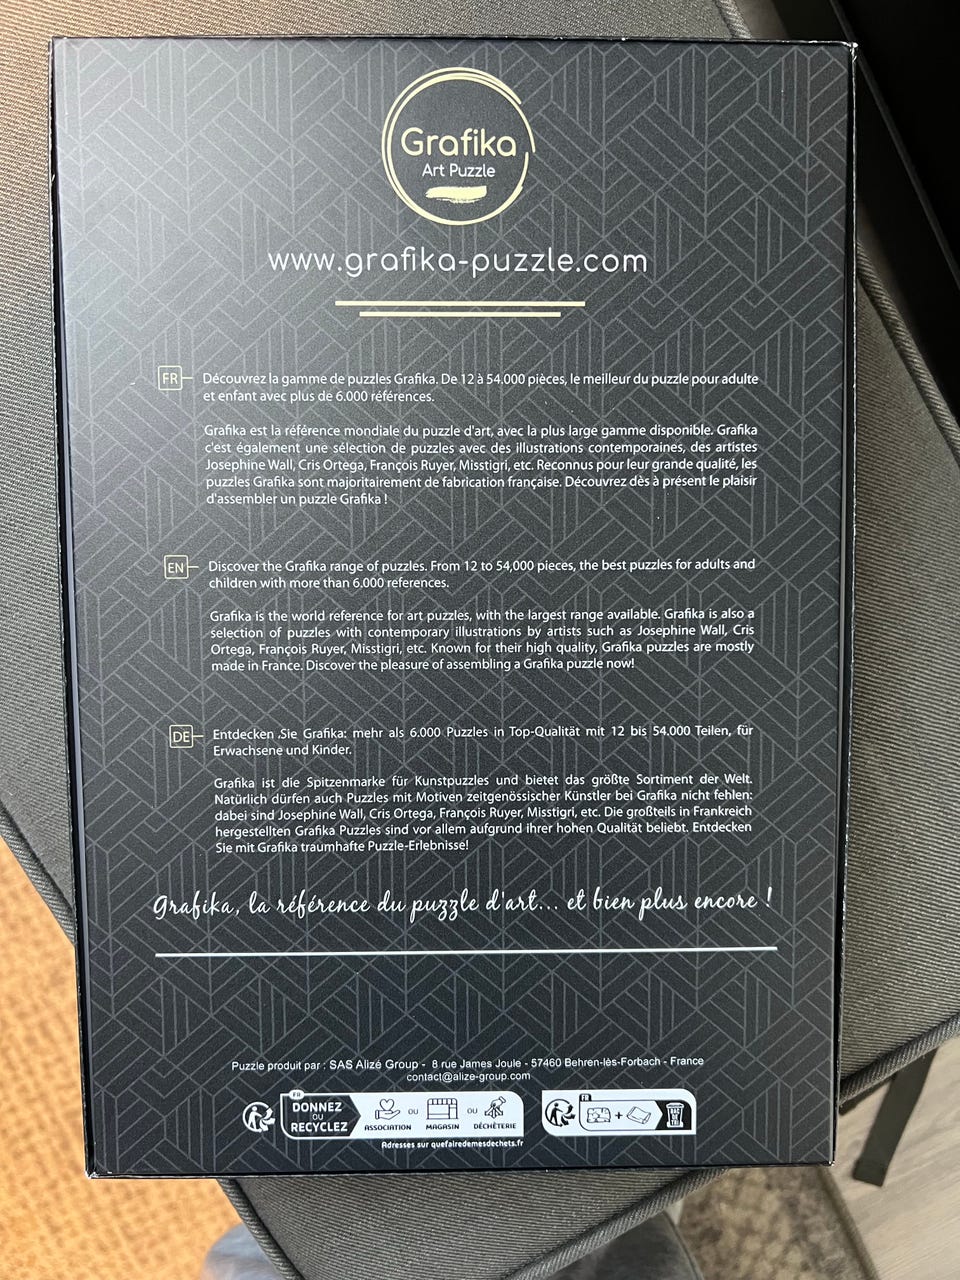 Grafika
Art Puzzle
www.grafika-puzzle.com
FR
Découvrez la gamme de puzzles Grafika. De 12 à 54.000 pièces, le meilleur du puzzle pour adulte
et enfant avec plus de 6.000 références.
Grafika est la référence mondiale du puzzle d'art, avec la plus large gamme disponible. Grafika
c'est également une sélection de puzzles avec des illustrations contemporaines, des artistes
Josephine Wall, Cris Ortega, François Ruyer, Misstigri, etc. Reconnus pour leur grande qualité, les
puzzles Grafika sont majoritairement de fabrication française. Découvrez dès à présent le plaisir
d'assembler un puzzle Grafika !
EN
Discover the Grafika range of puzzles. From 12 to 54,000 pieces, the best puzzles for adults and
children with more than 6.000 references.
Grafika is the world reference for art puzzles, with the largest range available. Grafika is also a
selection of puzzles with contemporary illustrations by artists such as Josephine Wall, Cris
Ortega, François Ruyer, Misstigri, etc. Known for their high quality, Grafika puzzles are mostly
made in France. Discover the pleasure of assembling a Grafika puzzle now!
DE
Entdecken Sie Grafika: mehr als 6.000 Puzzles in Top-Qualität mit 12 bis 54.000 Teilen, für
Erwachsene und Kinder.
Grafika ist die Spitzenmarke für Kunstpuzzles und bietet das größte Sortiment der Welt.
Natürlich dürfen auch Puzzles mit Motiven zeitgenössischer Künstler bei Grafika nicht fehlen:
dabei sind Josephine Wall, Cris Ortega, François Ruyer, Misstigri, etc. Die großteils in Frankreich
hergestellten Grafika Puzzles sind vor allem aufgrund ihrer hohen Qualität beliebt. Entdecken
Sie mit Grafika traumhafte Puzzle-Erlebnisse!
Grafika, la référence du puzzle d'art... et bien plus encore !
Puzzle produit par : SAS Alizé Group - 8 rue James Joule - 57460 Behren-lès-Forbach - France
contact@alize-group.com
FR
DONNEZ
OU
RECYCLEZ
ASSOCIATION OU MAGASIN OU DÉCHÈTERIE
Adresses sur quefairedemesdechets.fr
FR
+
BAC
DE
TRI